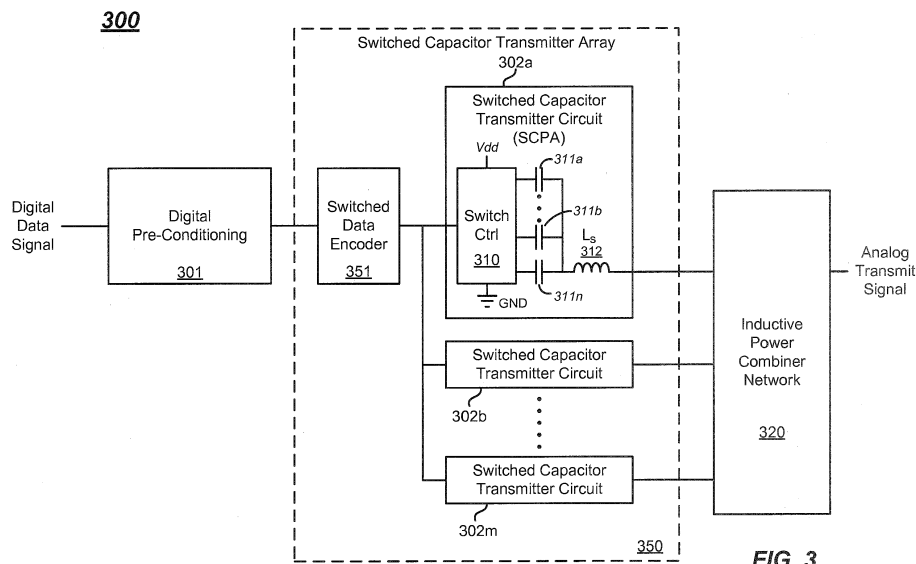 300
Switched Capacitor Transmitter Array
302a
Switched Capacitor
Transmitter Circuit
(SCPA)
Vdd
311a
Digital
Data
Signal
Digital
Pre-Conditioning
301
Switched
Data
Encoder
351
Switch
Ctrl
310
311b
Ls
312
311n
GND
Analog
Transmit
Signal
Inductive
Power
Combiner
Network
320
Switched Capacitor
Transmitter Circuit
302b
Switched Capacitor
Transmitter Circuit
302m
350
FIG. 3